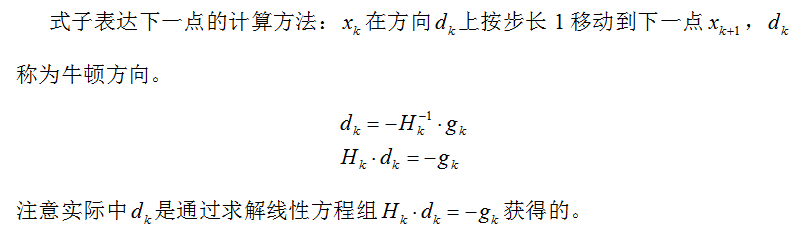 式子表达下一点的计算方法：x_k 在方向 d_k 上按步长 1 移动到下一点 x_{k+1}，d_k
称为牛顿方向。
d_k = -H_k^{-1} · g_k
H_k · d_k = -g_k
注意实际中 d_k 是通过求解线性方程组 H_k · d_k = -g_k 获得的。